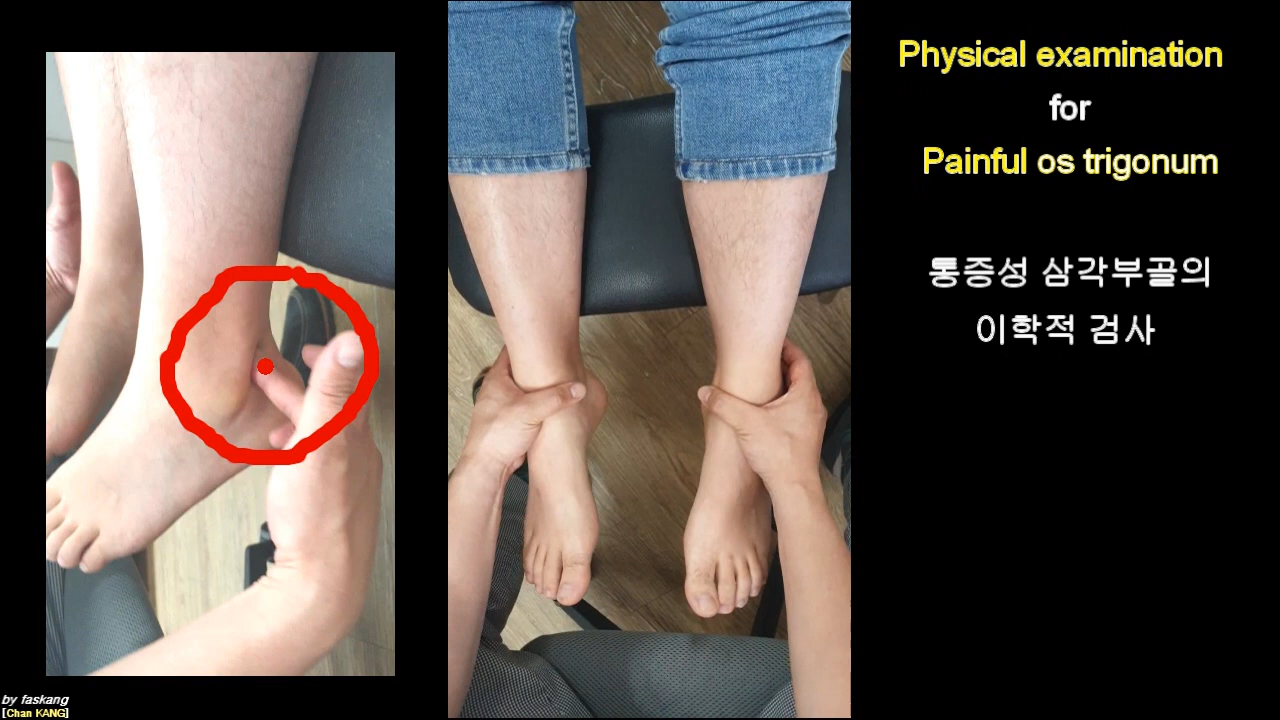 Physical examination
for
Painful os trigonum
통증성 삼각부골의
이학적 검사
by faskang
[Chan KANG]